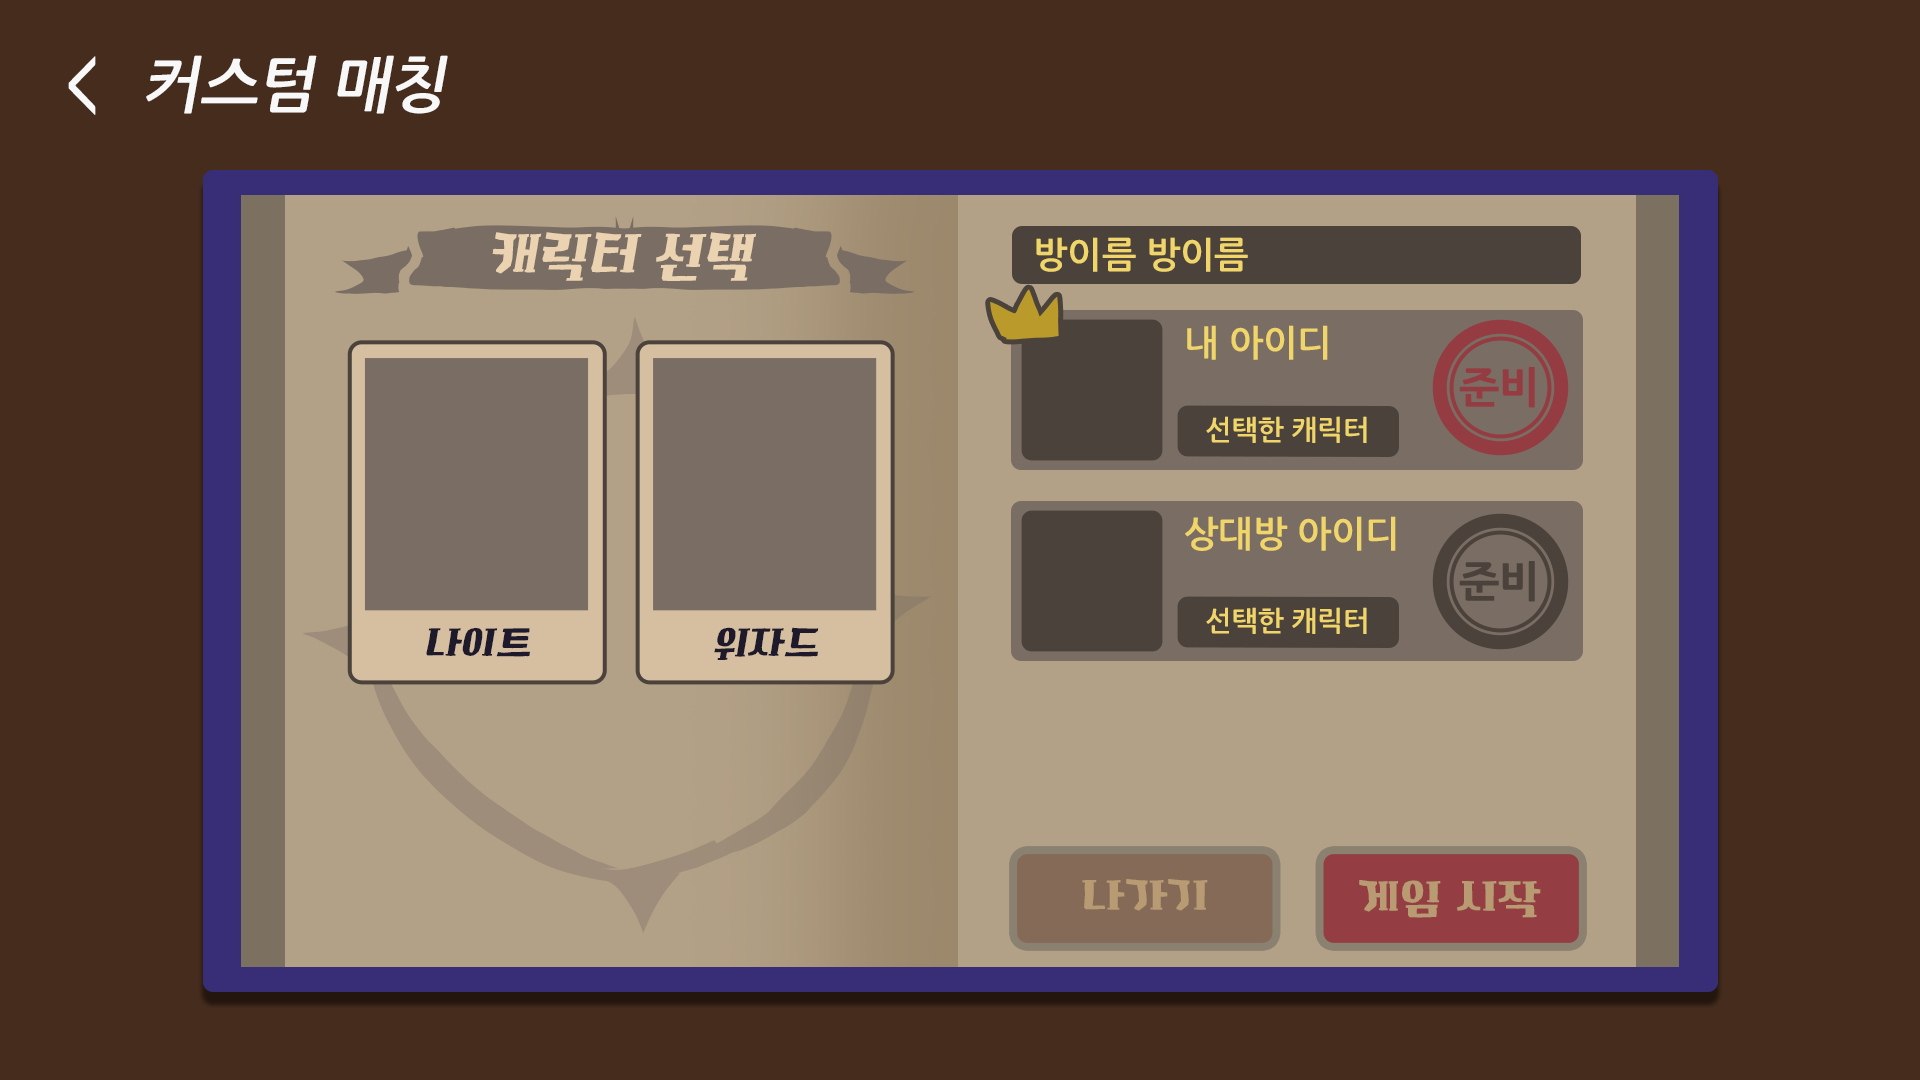 커스텀 매칭
캐릭터 선택
나이트
위자드
방이름 방이름
내 아이디
준비
선택한 캐릭터
상대방 아이디
준비
선택한 캐릭터
나가기
게임 시작